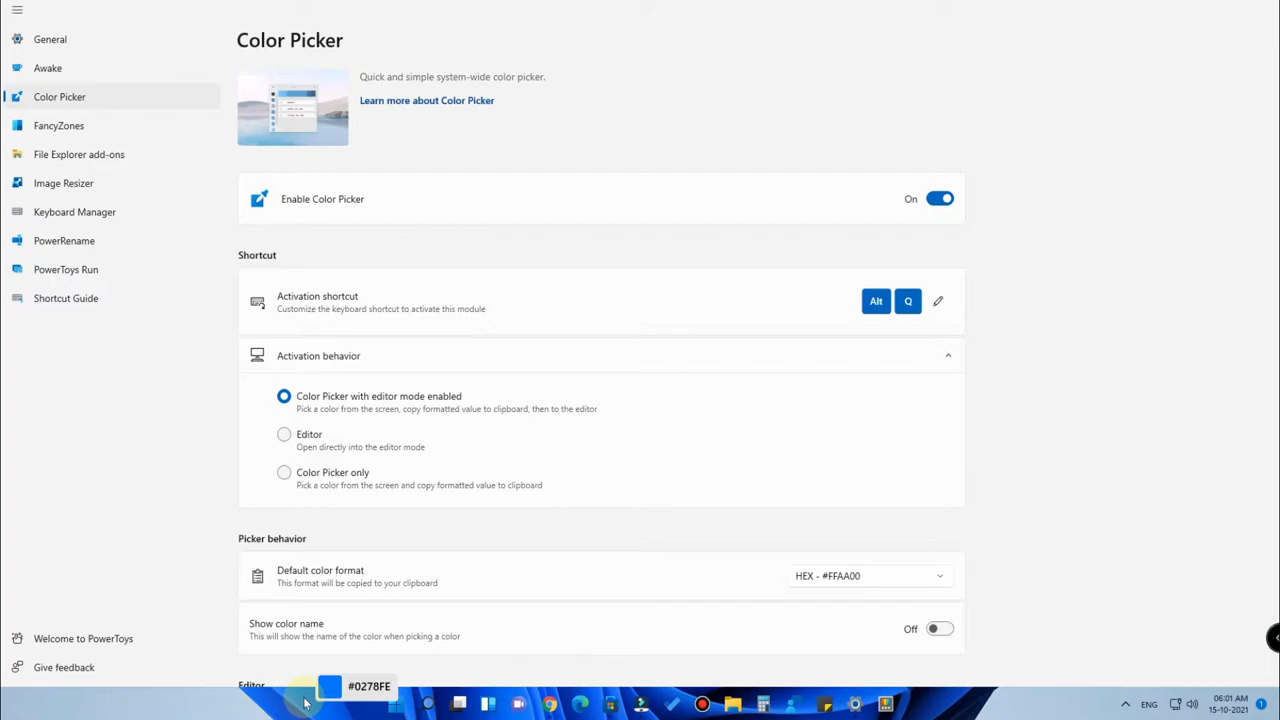 General
Awake
Color Picker
FancyZones
File Explorer add-ons
Image Resizer
Keyboard Manager
PowerRename
PowerToys Run
Shortcut Guide
Welcome to PowerToys
Give feedback
Color Picker
Quick and simple system-wide color picker.
Learn more about Color Picker
Enable Color Picker
On
Shortcut
Activation shortcut
Customize the keyboard shortcut to activate this module
Alt Q
Activation behavior
Color Picker with editor mode enabled
Pick a color from the screen, copy formatted value to clipboard, then to the editor
Editor
Open directly into the editor mode
Color Picker only
Pick a color from the screen and copy formatted value to clipboard
Picker behavior
Default color format
This format will be copied to your clipboard
HEX - #FFAA00
Show color name
This will show the name of the color when picking a color
Off
Editor
#0278FE
ENG
06:01 AM
15-10-2021